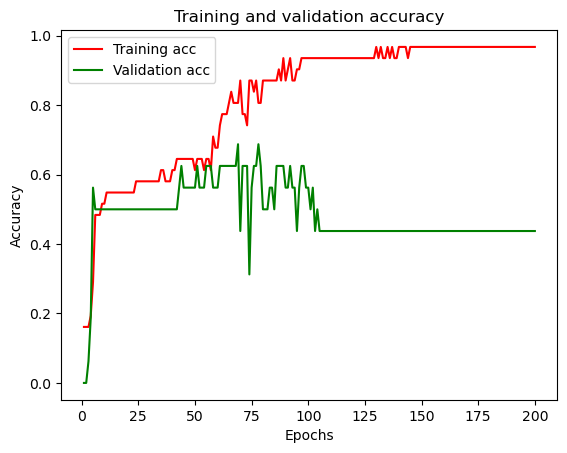 Training and validation accuracy
Training acc
Validation acc
Accuracy
1.0
0.8
0.6
0.4
0.2
0.0
0 25 50 75 100 125 150 175 200
Epochs